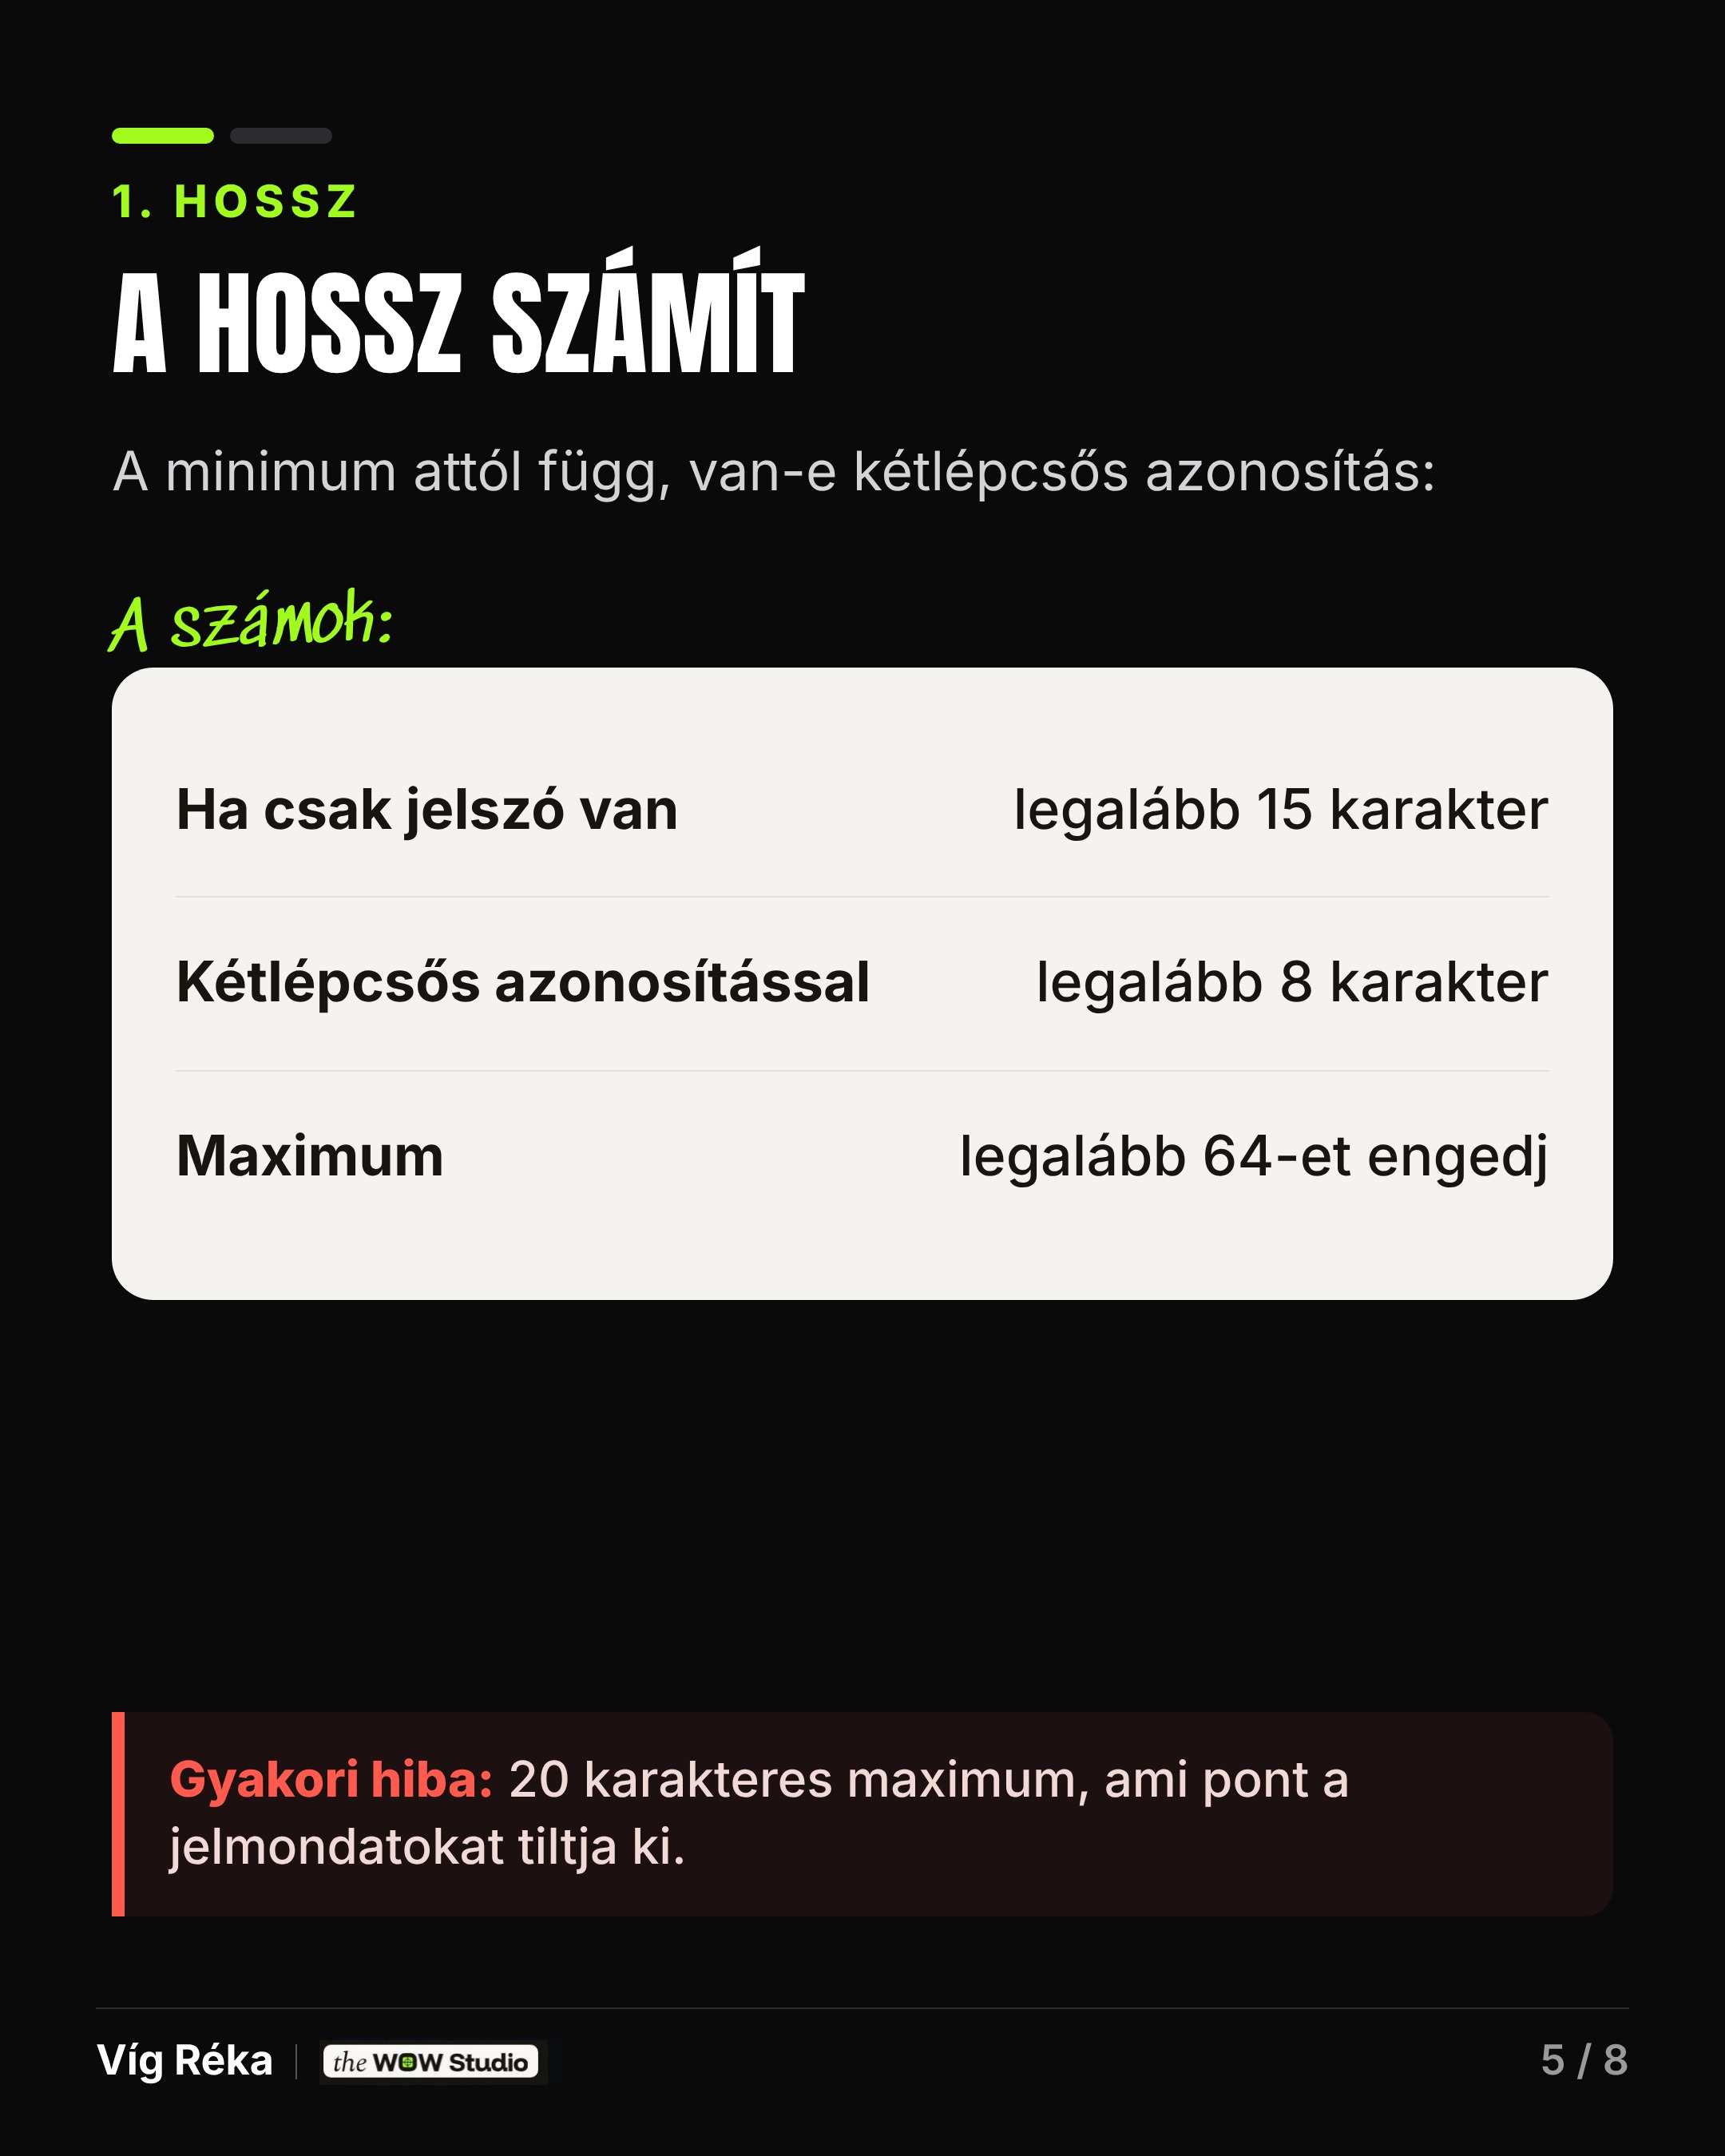 1. HOSSZ
A HOSSZ SZÁMÍT
A minimum attól függ, van-e kétlépcsős azonosítás:
A számok:
Ha csak jelszó van legalább 15 karakter
Kétlépcsős azonosítással legalább 8 karakter
Maximum legalább 64-et engedj
Gyakori hiba: 20 karakteres maximum, ami pont a
jelmondatokat tiltja ki.
Víg Réka the WOW Studio 5 / 8